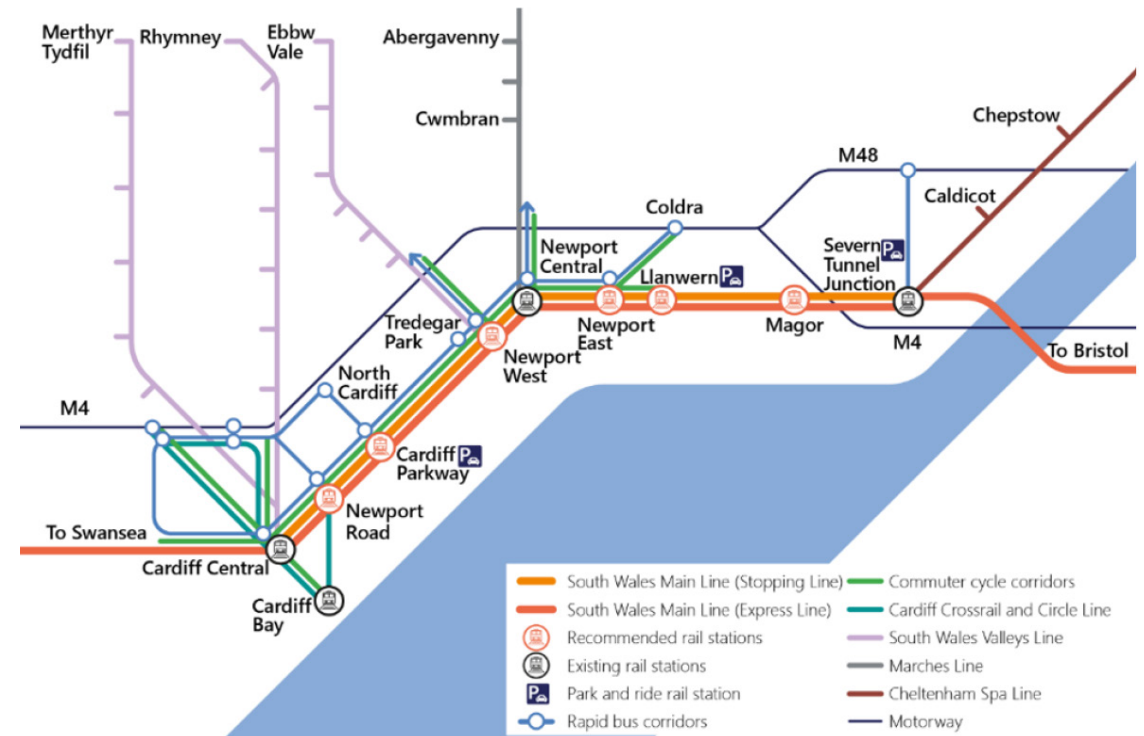 Merthyr
Tydfil
Rhymney
Ebbw
Vale
Abergavenny
Cwmbran
Chepstow
M48
Caldicot
Coldra
Newport
Central
Severn
Tunnel
Junction
P
Llanwern
P
Tredegar
Park
Newport
East
Magor
M4
To Bristol
Newport
West
North
Cardiff
M4
Cardiff
Parkway
P
Newport
Road
To Swansea
Cardiff Central
Cardiff
Bay
South Wales Main Line (Stopping Line)
South Wales Main Line (Express Line)
Recommended rail stations
Existing rail stations
P
Park and ride rail station
Rapid bus corridors
Commuter cycle corridors
Cardiff Crossrail and Circle Line
South Wales Valleys Line
Marches Line
Cheltenham Spa Line
Motorway